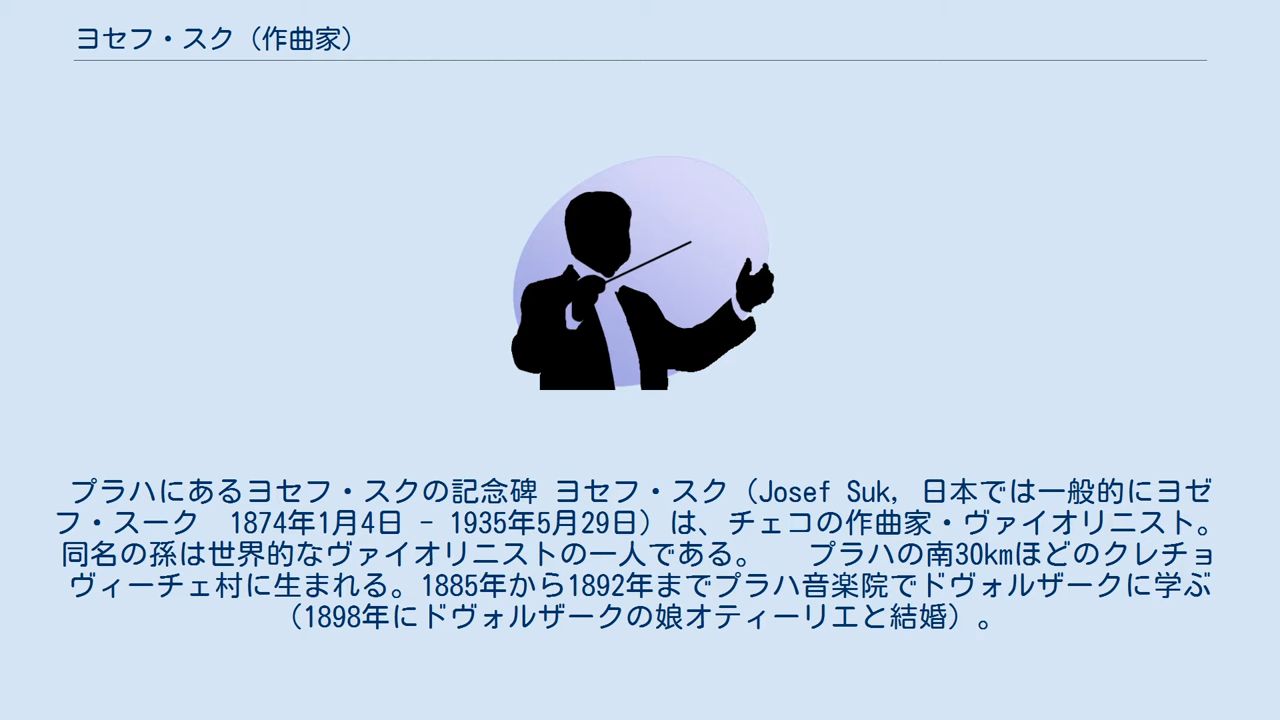 ヨセフ・スク（作曲家）
プラハにあるヨセフ・スクの記念碑 ヨセフ・スク（Josef Suk, 日本では一般的にヨゼ
フ・スーク　1874年1月4日 - 1935年5月29日）は、チェコの作曲家・ヴァイオリニスト。
同名の孫は世界的なヴァイオリニストの一人である。　　プラハの南30kmほどのクレチョ
ヴィーチェ村に生まれる。1885年から1892年までプラハ音楽院でドヴォルザークに学ぶ
（1898年にドヴォルザークの娘オティーリエと結婚）。